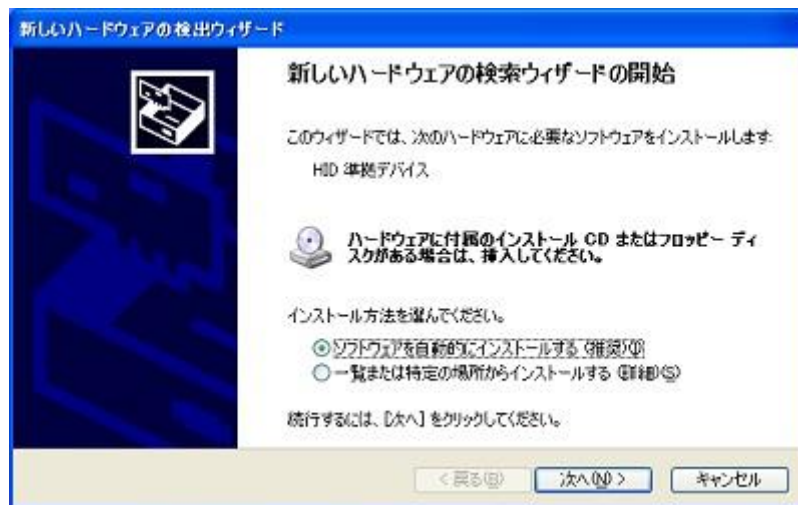 新しいハードウェアの検出ウィザード
新しいハードウェアの検索ウィザードの開始
このウィザードでは、次のハードウェアに必要なソフトウェアをインストールします:
HID 準拠デバイス
ハードウェアに付属のインストール CD またはフロッピー ディ
スクがある場合は、挿入してください。
インストール方法を選んでください。
ソフトウェアを自動的にインストールする (推奨)(I)
一覧または特定の場所からインストールする (詳細)(S)
続行するには、[次へ] をクリックしてください。
< 戻る(B)
次へ(N) >
キャンセル